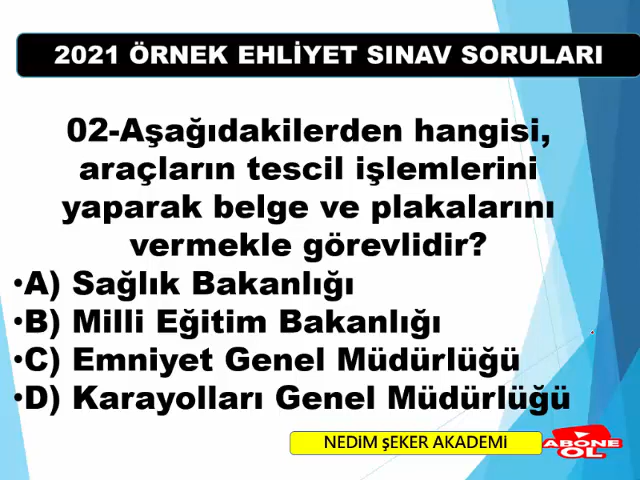 2021 ÖRNEK EHLİYET SINAV SORULARI
02-Aşağıdakilerden hangisi,
araçların tescil işlemlerini
yaparak belge ve plakalarını
vermekle görevlidir?
•A) Sağlık Bakanlığı
•B) Milli Eğitim Bakanlığı
•C) Emniyet Genel Müdürlüğü
•D) Karayolları Genel Müdürlüğü
NEDİM ŞEKER AKADEMİ
ABONE
OL